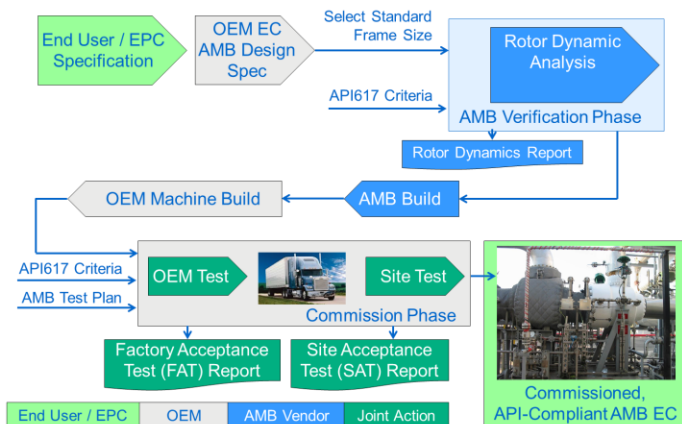 End User / EPC
Specification
OEM EC
AMB Design
Spec
Select Standard
Frame Size
Rotor Dynamic
Analysis
API617 Criteria
AMB Verification Phase
Rotor Dynamics Report
OEM Machine Build
AMB Build
API617 Criteria
AMB Test Plan
OEM Test
Site Test
Commission Phase
Factory Acceptance
Test (FAT) Report
Site Acceptance
Test (SAT) Report
Commissioned,
API-Compliant AMB EC
End User / EPC
OEM
AMB Vendor
Joint Action